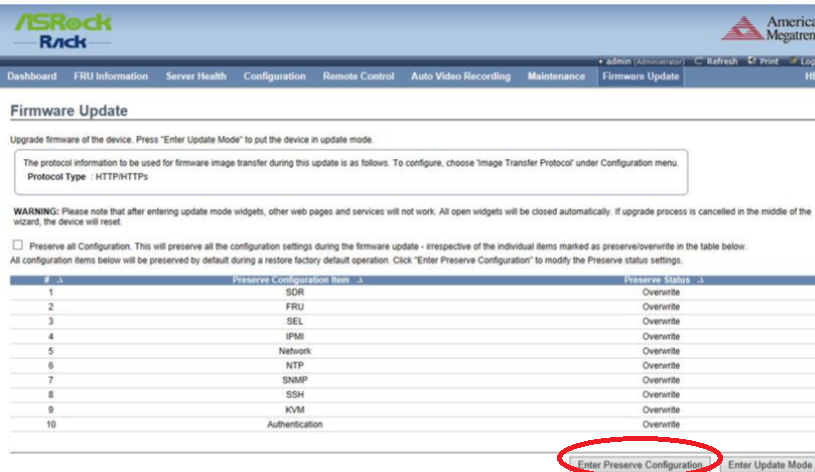 ASRock
Rack
America
Megatren
admin (Administrator) Refresh Print Log
Dashboard FRU Information Server Health Configuration Remote Control Auto Video Recording Maintenance Firmware Update HE
Firmware Update
Upgrade firmware of the device. Press "Enter Update Mode" to put the device in update mode.
The protocol information to be used for firmware image transfer during this update is as follows. To configure, choose 'Image Transfer Protocol' under Configuration menu.
Protocol Type : HTTP/HTTPs
WARNING: Please note that after entering update mode widgets, other web pages and services will not work. All open widgets will be closed automatically. If upgrade process is cancelled in the middle of the
wizard, the device will reset.
Preserve all Configuration. This will preserve all the configuration settings during the firmware update - irrespective of the individual items marked as preserve/overwrite in the table below.
All configuration items below will be preserved by default during a restore factory default operation. Click "Enter Preserve Configuration" to modify the Preserve status settings.
# Preserve Configuration Item Preserve Status
1 SDR Overwrite
2 FRU Overwrite
3 SEL Overwrite
4 IPMI Overwrite
5 Network Overwrite
6 NTP Overwrite
7 SNMP Overwrite
8 SSH Overwrite
9 KVM Overwrite
10 Authentication Overwrite
Enter Preserve Configuration Enter Update Mode